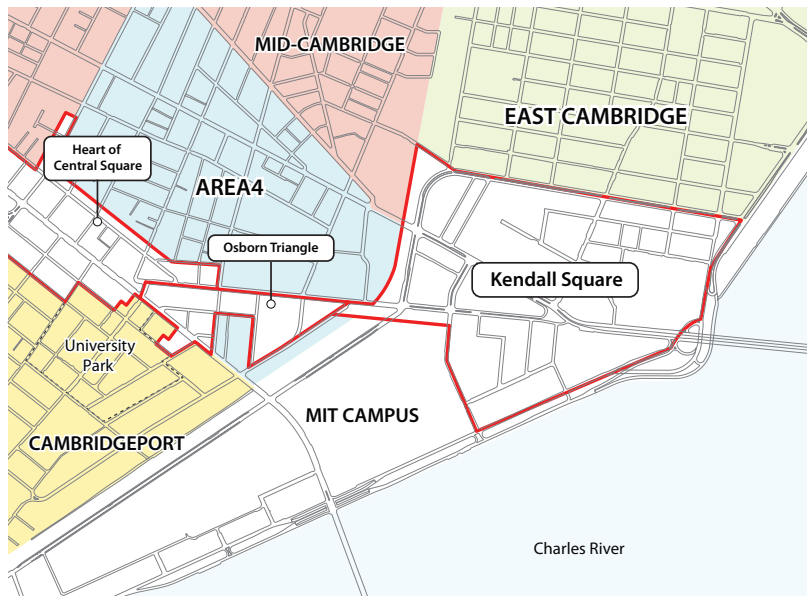 MID-CAMBRIDGE
EAST CAMBRIDGE
Heart of
Central Square
AREA4
Osborn Triangle
Kendall Square
University
Park
MIT CAMPUS
CAMBRIDGEPORT
Charles River